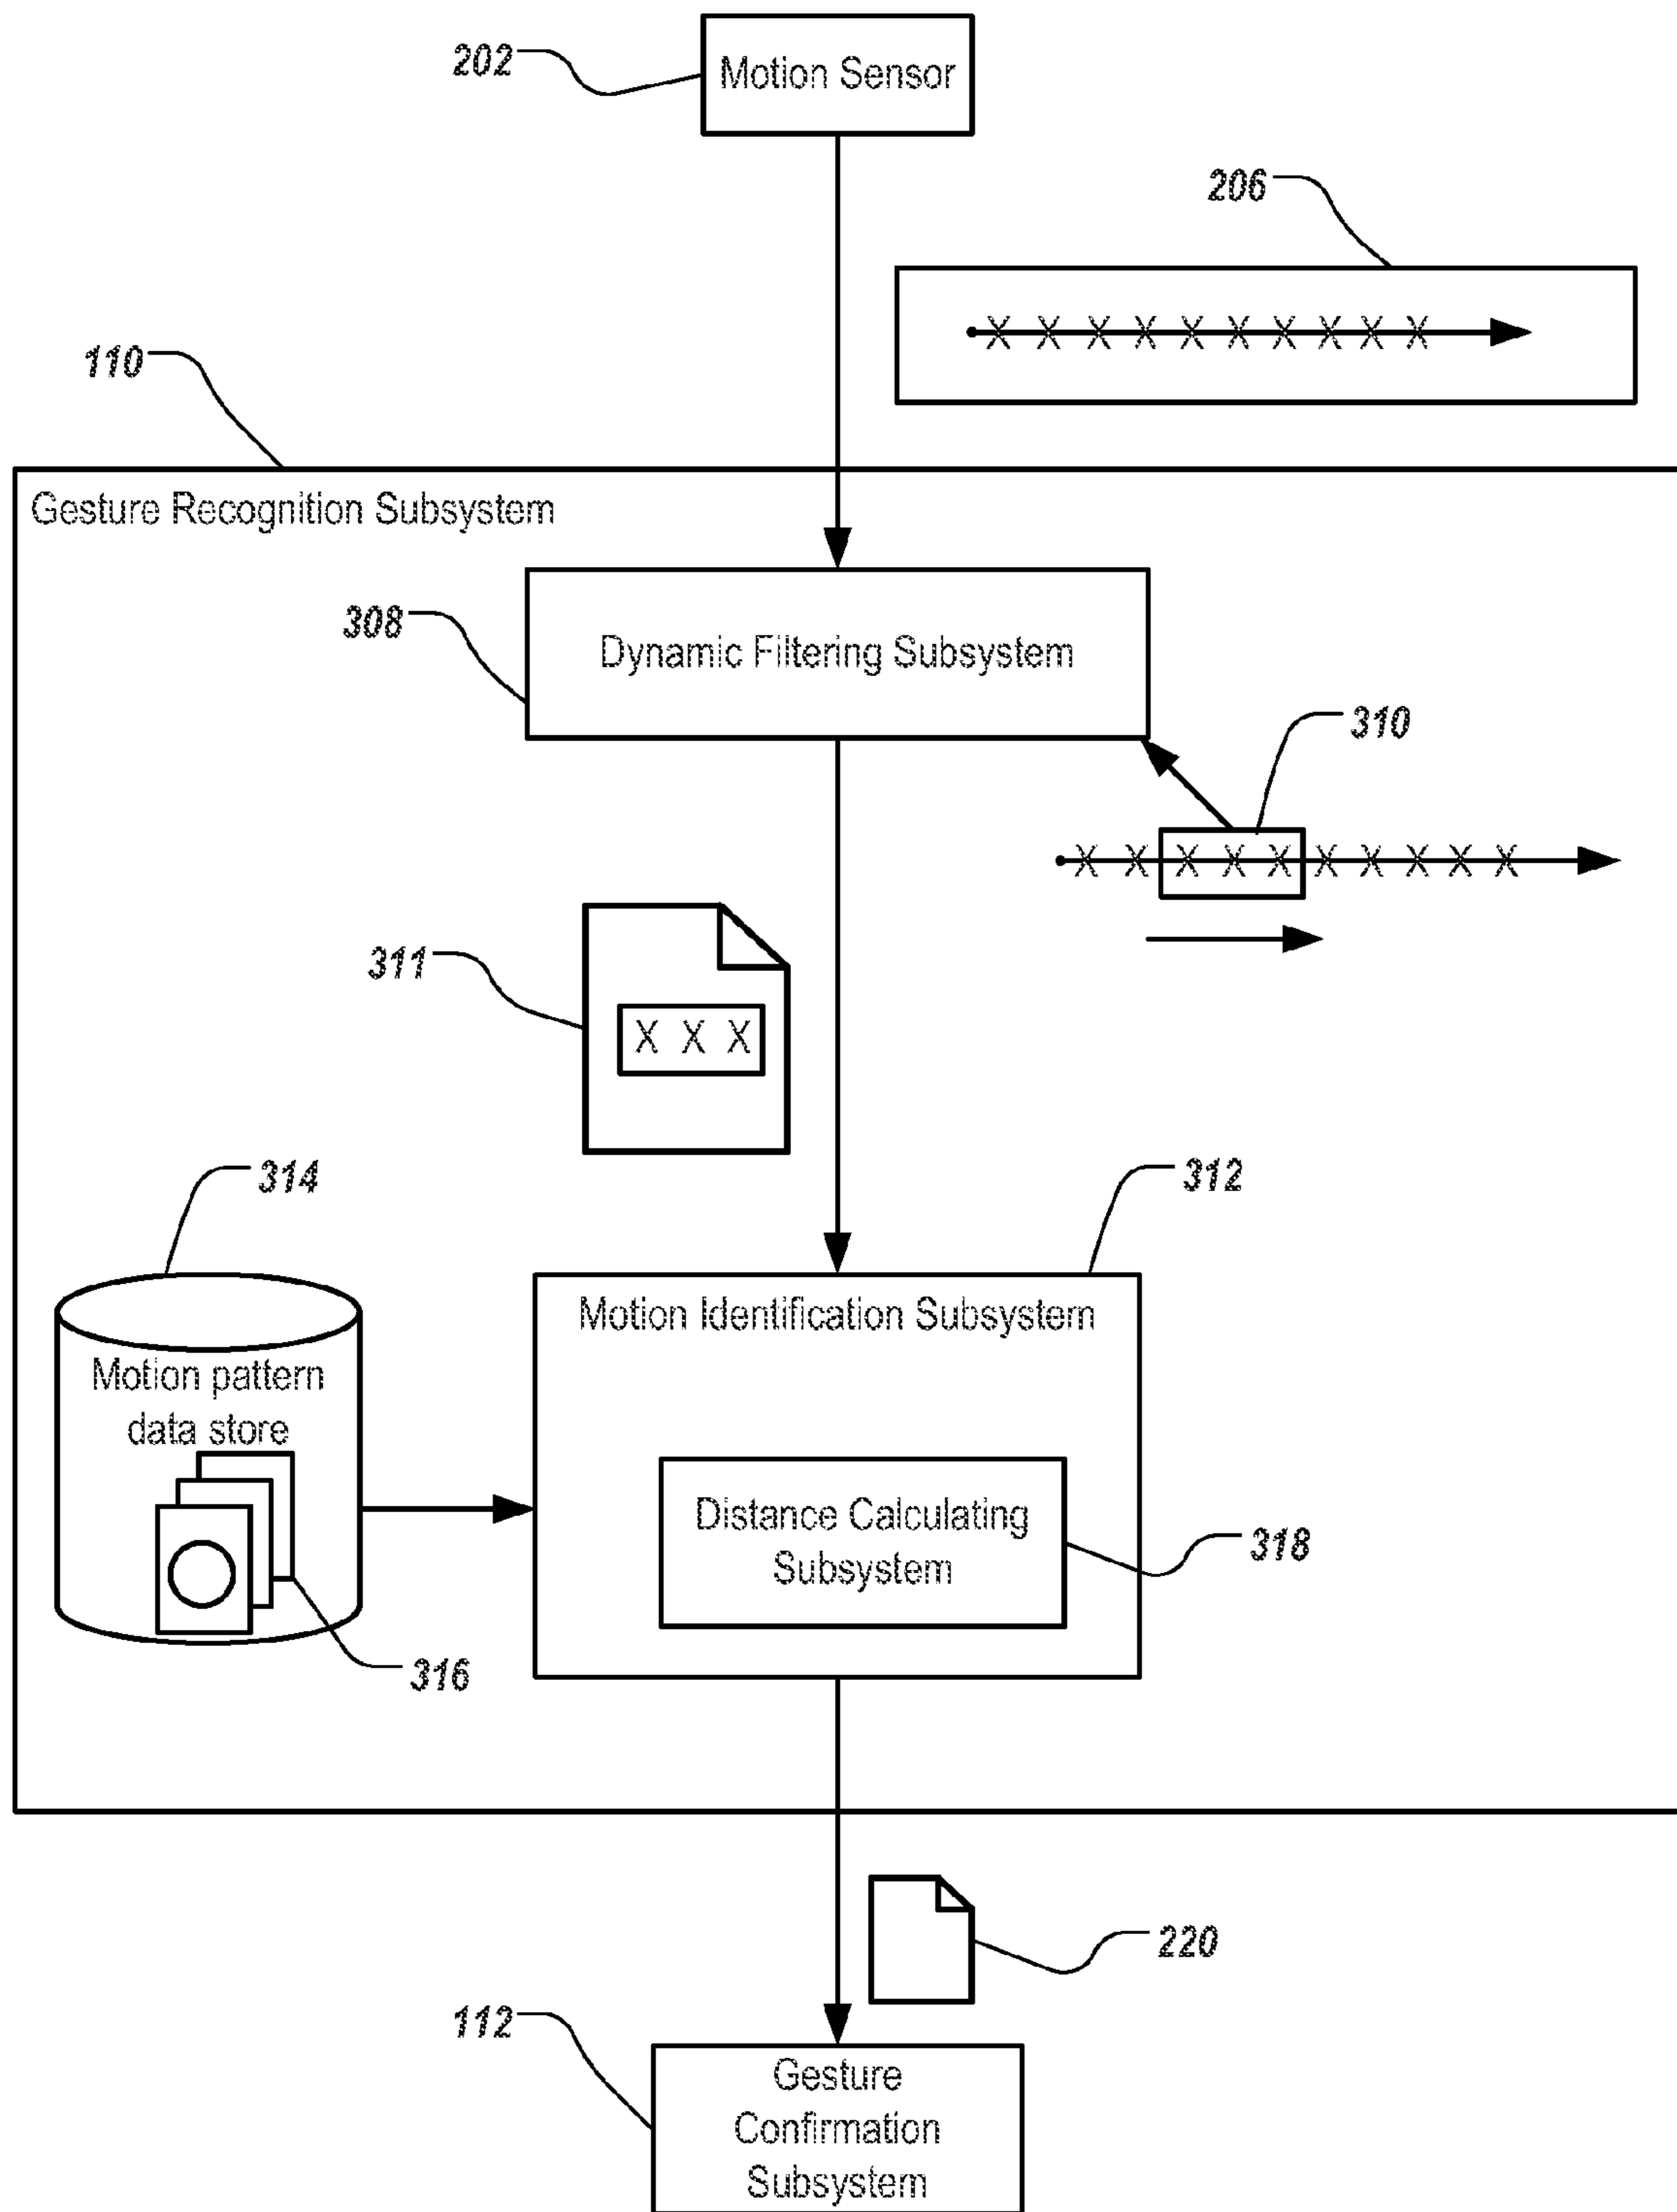 202
Motion Sensor
206
X X X X X X X X X X
110
Gesture Recognition Subsystem
308
Dynamic Filtering Subsystem
310
X X X X X X X X X X
311
X X X
314
312
Motion Identification Subsystem
Motion pattern
data store
Distance Calculating
Subsystem
318
316
220
112
Gesture
Confirmation
Subsystem